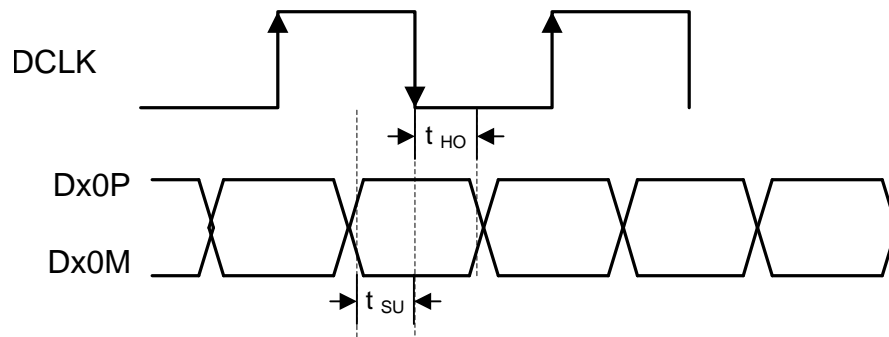 DCLK
t HO
Dx0P
Dx0M
t SU